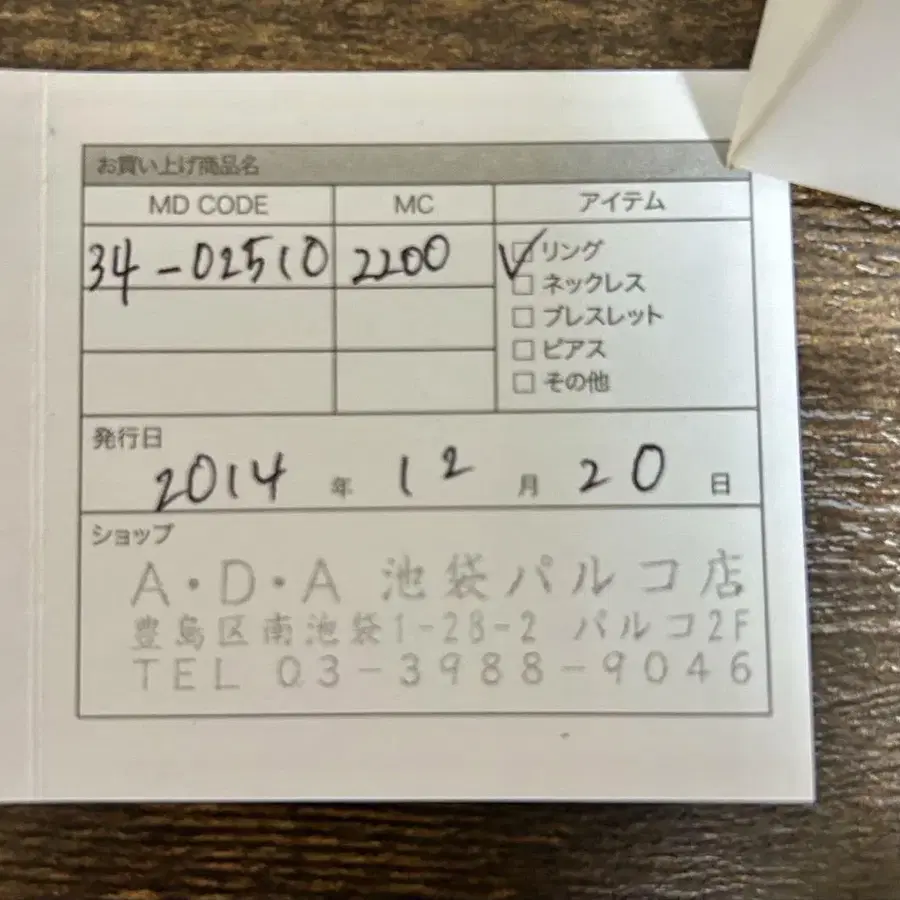 お買い上げ商品名
MD CODE MC アイテム
34-02510 2200 リング
ネックレス
ブレスレット
ピアス
その他
発行日
2014 年 12 月 20 日
ショップ
A・D・A 池袋パルコ店
豊島区南池袋1-28-2 パルコ2F
TEL 03-3988-9046